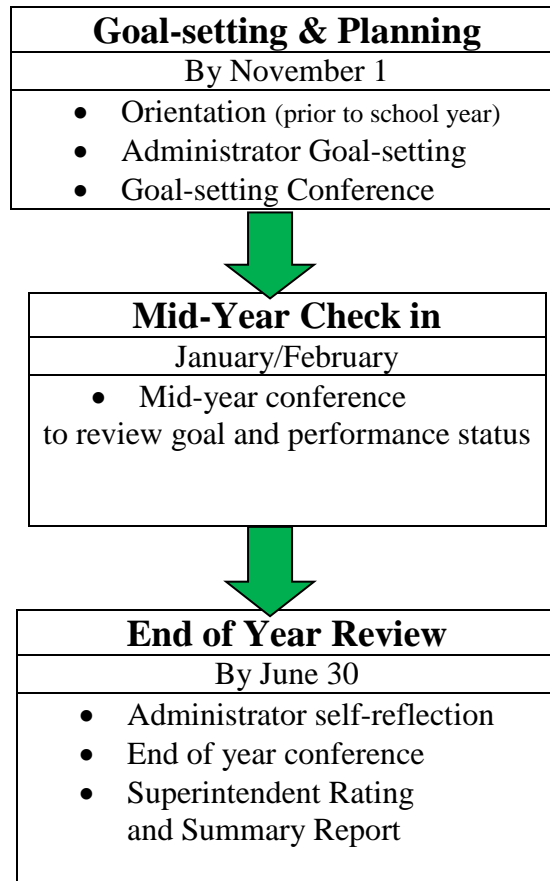 Goal-setting & Planning
By November 1
• Orientation (prior to school year)
• Administrator Goal-setting
• Goal-setting Conference
Mid-Year Check in
January/February
• Mid-year conference
to review goal and performance status
End of Year Review
By June 30
• Administrator self-reflection
• End of year conference
• Superintendent Rating
and Summary Report